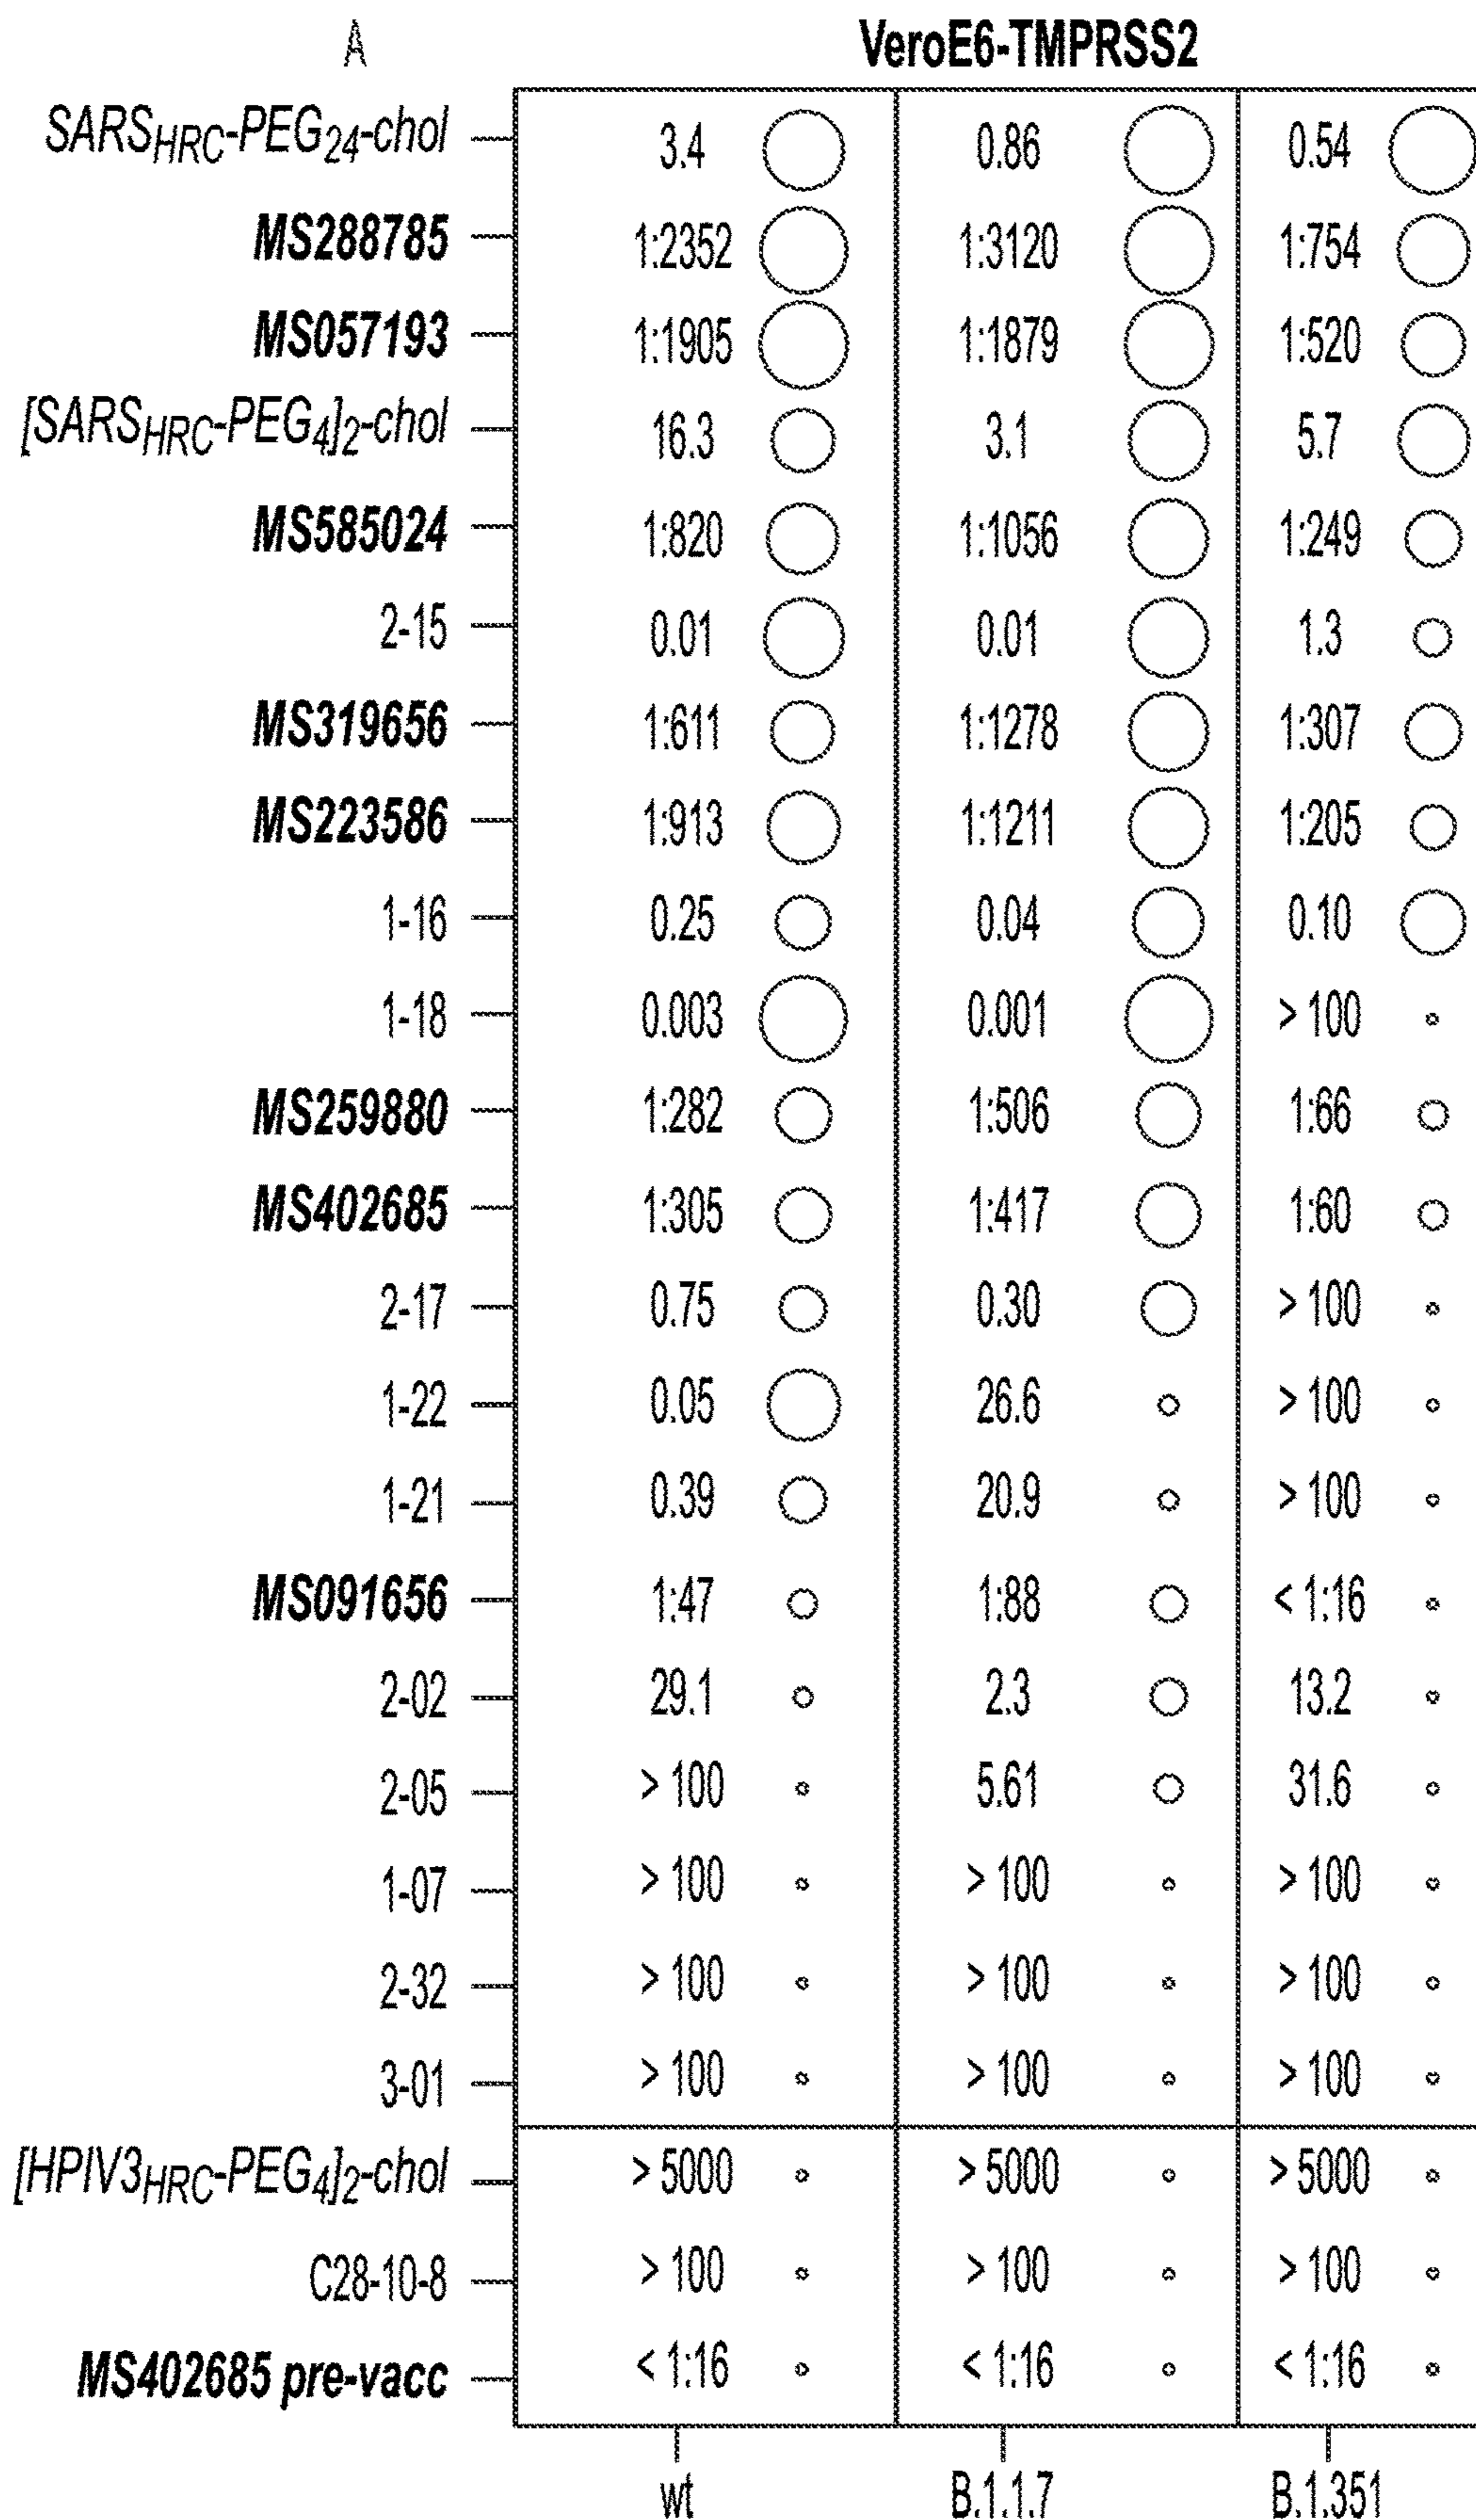 A VeroE6-TMPRSS2
SARSHRC-PEG24-chol 3.4 0.86 0.54
MS288785 1:2352 1:3120 1:754
MS057193 1:1905 1:1879 1:520
[SARSHRC-PEG4]2-chol 16.3 3.1 5.7
MS585024 1:820 1:1056 1:249
2-15 0.01 0.01 1.3
MS319656 1:611 1:1278 1:307
MS223586 1:913 1:1211 1:205
1-16 0.25 0.04 0.10
1-18 0.003 0.001 > 100
MS259880 1:282 1:506 1:66
MS402685 1:305 1:417 1:60
2-17 0.75 0.30 > 100
1-22 0.05 26.6 > 100
1-21 0.39 20.9 > 100
MS091656 1:47 1:88 < 1:16
2-02 29.1 2.3 13.2
2-05 > 100 5.61 31.6
1-07 > 100 > 100 > 100
2-32 > 100 > 100 > 100
3-01 > 100 > 100 > 100
[HPIV3HRC-PEG4]2-chol > 5000 > 5000 > 5000
C28-10-8 > 100 > 100 > 100
MS402685 pre-vacc < 1:16 < 1:16 < 1:16
wt B.1.1.7 B.1.351